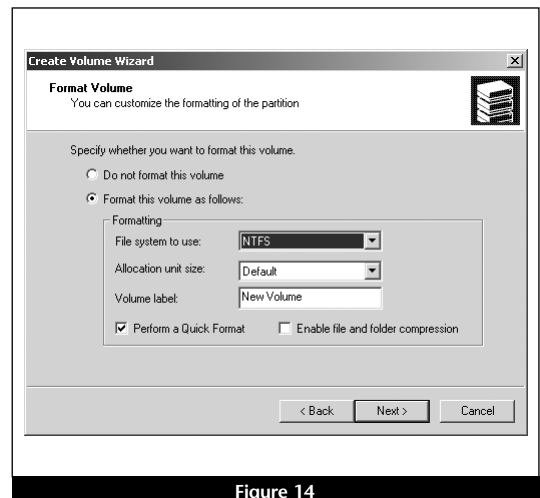 Create Volume Wizard
Format Volume
You can customize the formatting of the partition
Specify whether you want to format this volume.
Do not format this volume
Format this volume as follows:
Formatting
File system to use: NTFS
Allocation unit size: Default
Volume label: New Volume
Perform a Quick Format Enable file and folder compression
< Back Next > Cancel
Figure 14